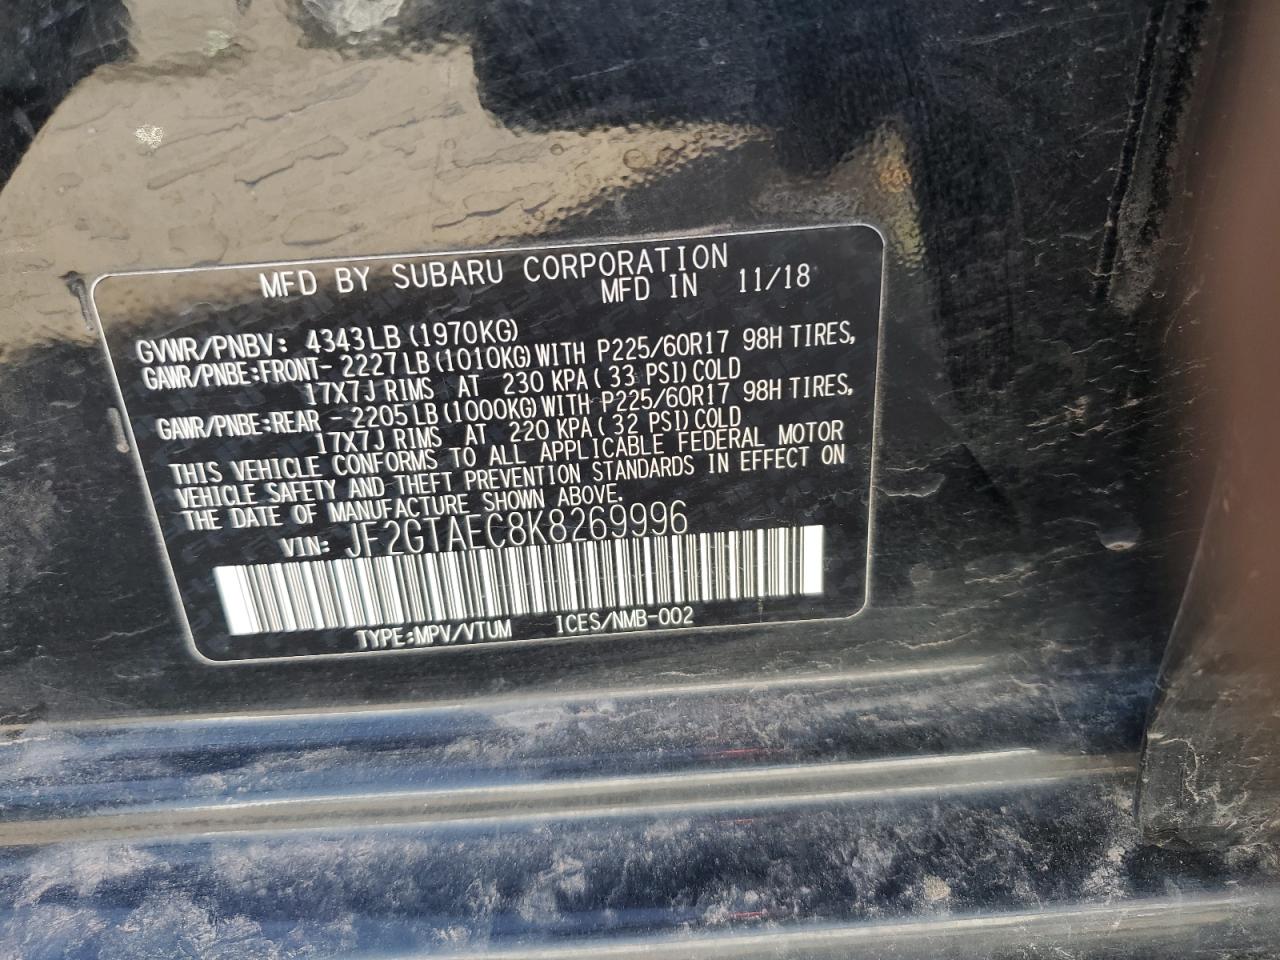 MFD BY SUBARU CORPORATION
MFD IN 11/18
GVWR/PNBV: 4343LB (1970KG)
GAWR/PNBE:FRONT- 2227LB (1010KG) WITH P225/60R17 98H TIRES,
17X7J RIMS AT 230 KPA ( 33 PSI) COLD
GAWR/PNBE:REAR -2205LB (1000KG) WITH P225/60R17 98H TIRES,
17X7J RIMS AT 220 KPA ( 32 PSI) COLD
THIS VEHICLE CONFORMS TO ALL APPLICABLE FEDERAL MOTOR
VEHICLE SAFETY AND THEFT PREVENTION STANDARDS IN EFFECT ON
THE DATE OF MANUFACTURE SHOWN ABOVE.
VIN: JF2GTAEC8K8269996
TYPE:MPV/VTUM ICES/NMB-002